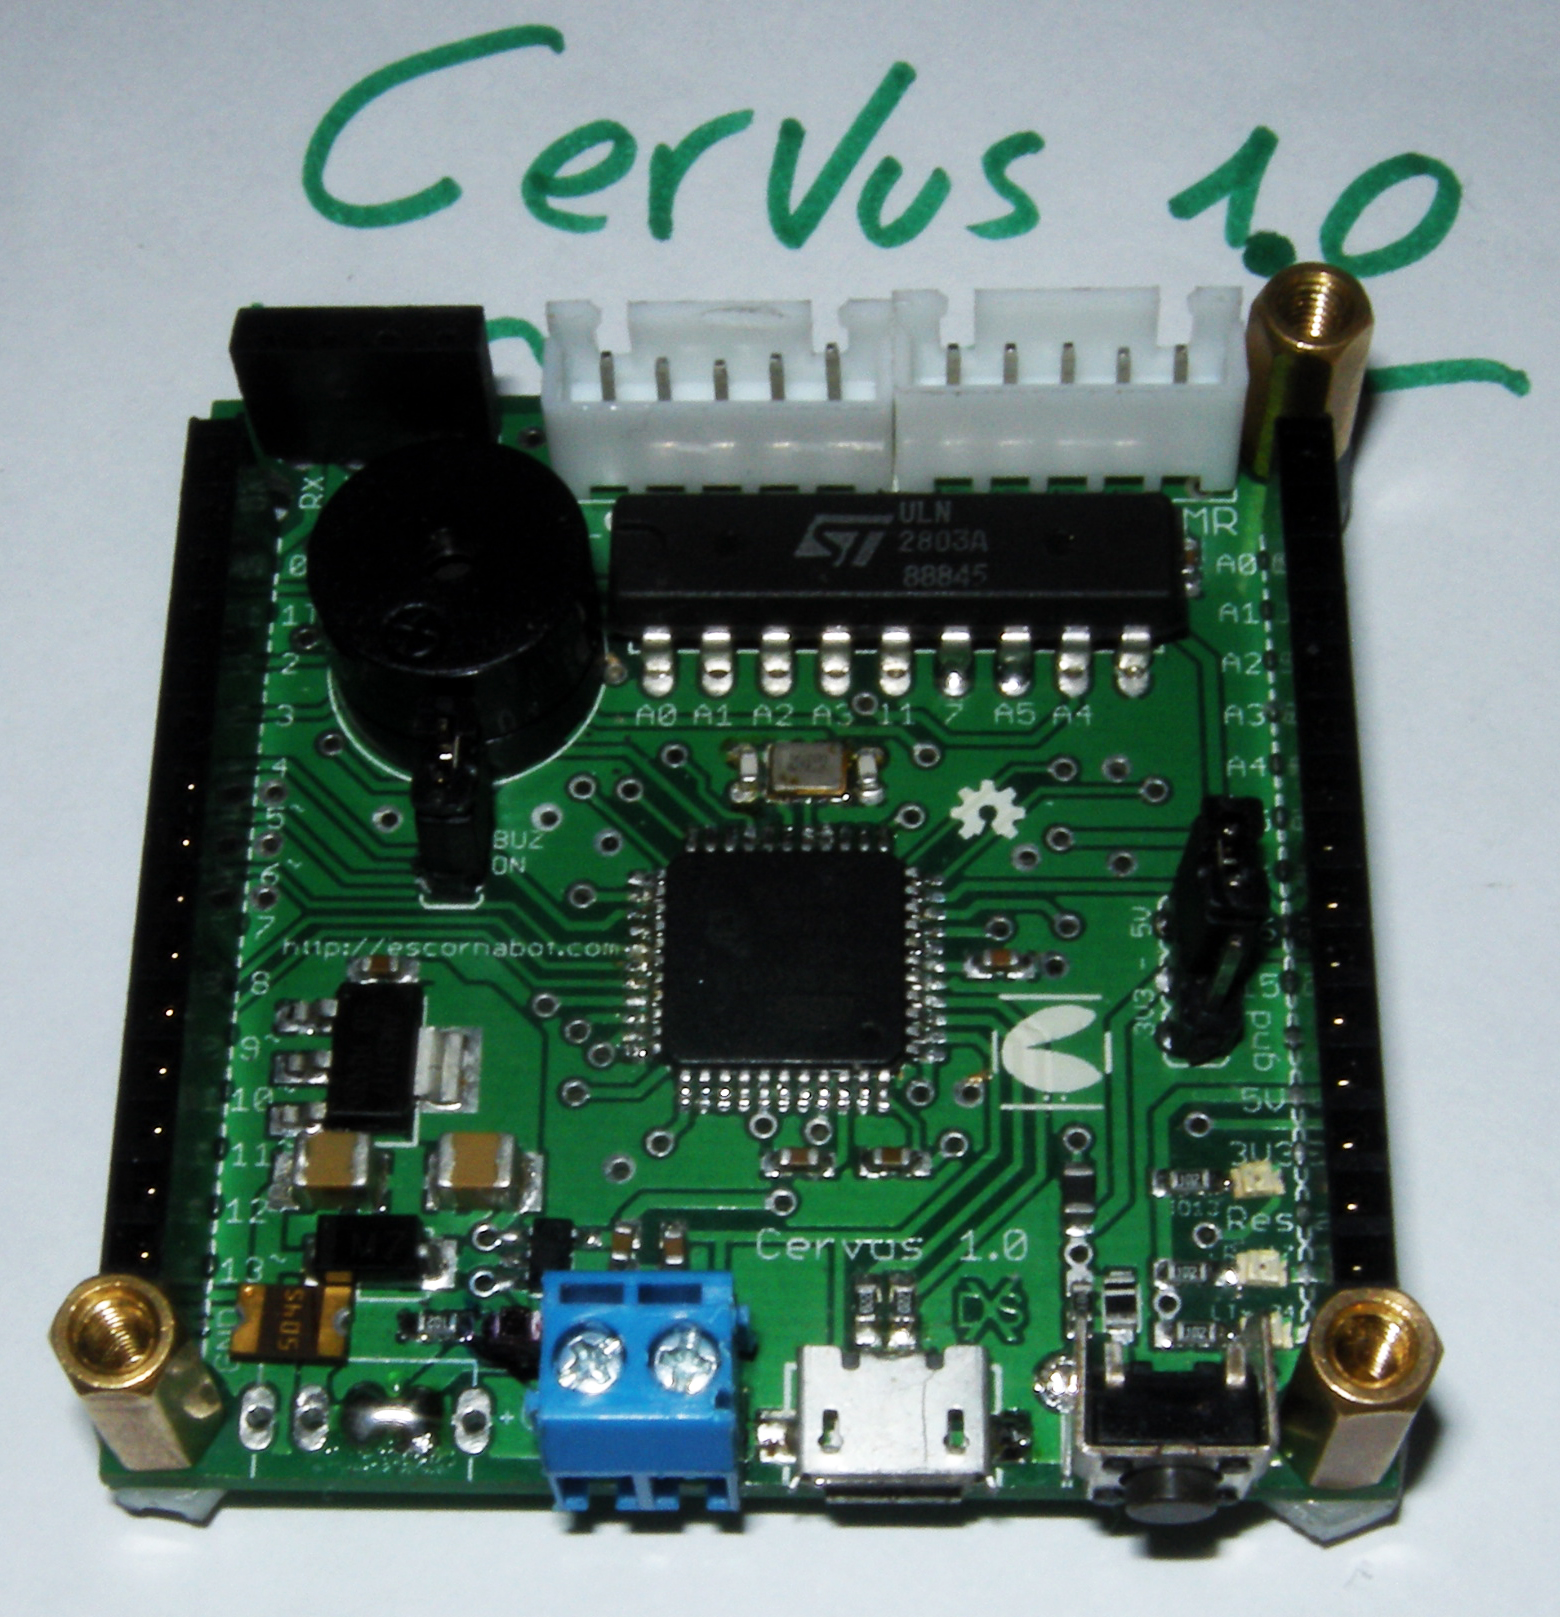 Cervus 1.0
RX
MR
ULN
2803A
88845
0
1
2
3
4
5
6
7
8
9
10
11
12
13
GND
A0 A1 A2 A3 11 7 A5 A4
A0
A1
A2
A3
A4
BUZ
ON
http://escornabot.com
5V
3V3
gnd
5V
3V3
Res
Cervus 1.0